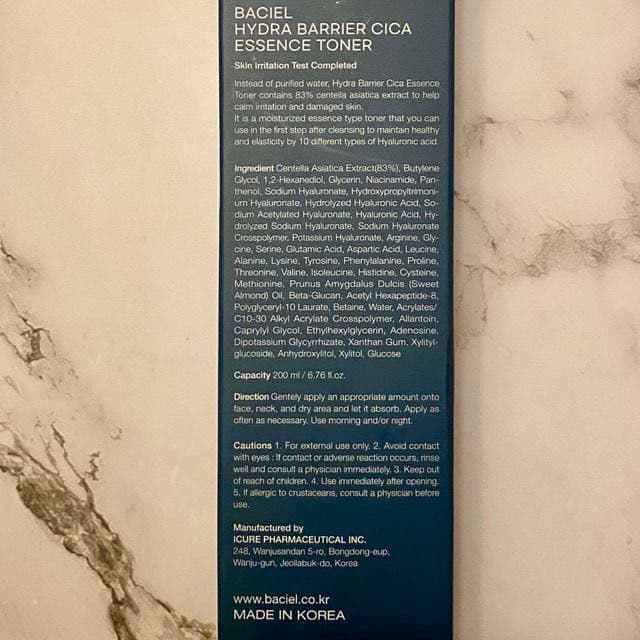 BACIEL
HYDRA BARRIER CICA
ESSENCE TONER
Skin Irritation Test Completed
Instead of purified water, Hydra Barrier Cica Essence
Toner contains 83% centella asiatica extract to help
calm irritation and damaged skin.
It is a moisturized essence type toner that you can
use in the first step after cleansing to maintain healthy
and elasticity by 10 different types of Hyaluronic acid.
Ingredient Centella Asiatica Extract(83%), Butylene
Glycol, 1,2-Hexanediol, Glycerin, Niacinamide, Pan-
thenol, Sodium Hyaluronate, Hydroxypropyltrimoni-
um Hyaluronate, Hydrolyzed Hyaluronic Acid, So-
dium Acetylated Hyaluronate, Hyaluronic Acid, Hy-
drolyzed Sodium Hyaluronate, Sodium Hyaluronate
Crosspolymer, Potassium Hyaluronate, Arginine, Gly-
cine, Serine, Glutamic Acid, Aspartic Acid, Leucine,
Alanine, Lysine, Tyrosine, Phenylalanine, Proline,
Threonine, Valine, Isoleucine, Histidine, Cysteine,
Methionine, Prunus Amygdalus Dulcis (Sweet
Almond) Oil, Beta-Glucan, Acetyl Hexapeptide-8,
Polyglyceryl-10 Laurate, Betaine, Water, Acrylates/
C10-30 Alkyl Acrylate Crosspolymer, Allantoin,
Caprylyl Glycol, Ethylhexylglycerin, Adenosine,
Dipotassium Glycyrrhizate, Xanthan Gum, Xylityl-
glucoside, Anhydroxylitol, Xylitol, Glucose
Capacity 200 ml / 6.76 fl.oz.
Direction Gentely apply an appropriate amount onto
face, neck, and dry area and let it absorb. Apply as
often as necessary. Use morning and/or night.
Cautions 1. For external use only. 2. Avoid contact
with eyes : If contact or adverse reaction occurs, rinse
well and consult a physician immediately. 3. Keep out
of reach of children. 4. Use immediately after opening.
5. If allergic to crustaceans, consult a physician before
use.
Manufactured by
ICURE PHARMACEUTICAL INC.
248, Wanjusandan 5-ro, Bongdong-eup,
Wanju-gun, Jeollabuk-do, Korea
www.baciel.co.kr
MADE IN KOREA